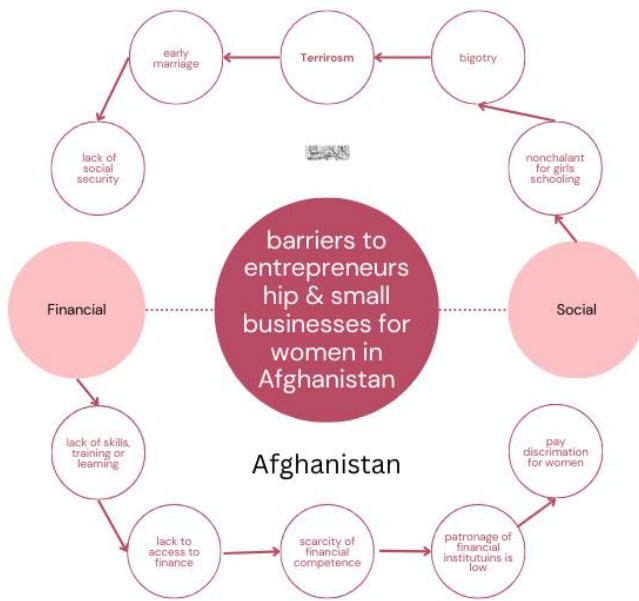 early
marriage
Terrirosm
bigotry
lack of
social
security
nonchalant
for girls
schooling
barriers to
entrepreneurs
hip & small
businesses for
women in
Afghanistan
Financial
Social
lack of skills,
training or
learning
Afghanistan
pay
discrimation
for women
lack to
access to
finance
scarcity of
financial
competence
patronage of
financial
institutuins is
low